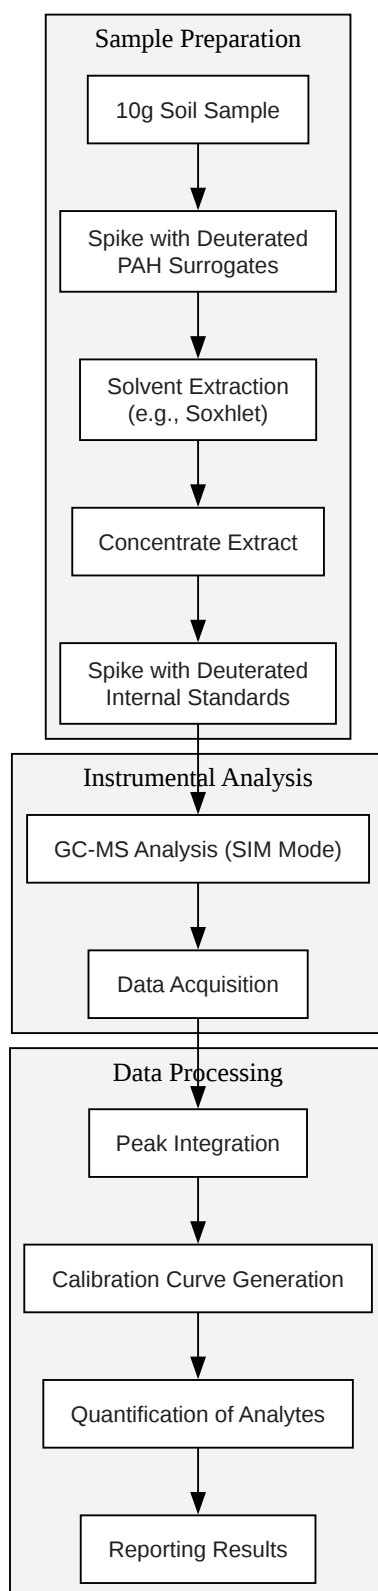 Sample Preparation
10g Soil Sample
Spike with Deuterated
PAH Surrogates
Solvent Extraction
(e.g., Soxhlet)
Concentrate Extract
Spike with Deuterated
Internal Standards
Instrumental Analysis
GC-MS Analysis (SIM Mode)
Data Acquisition
Data Processing
Peak Integration
Calibration Curve Generation
Quantification of Analytes
Reporting Results